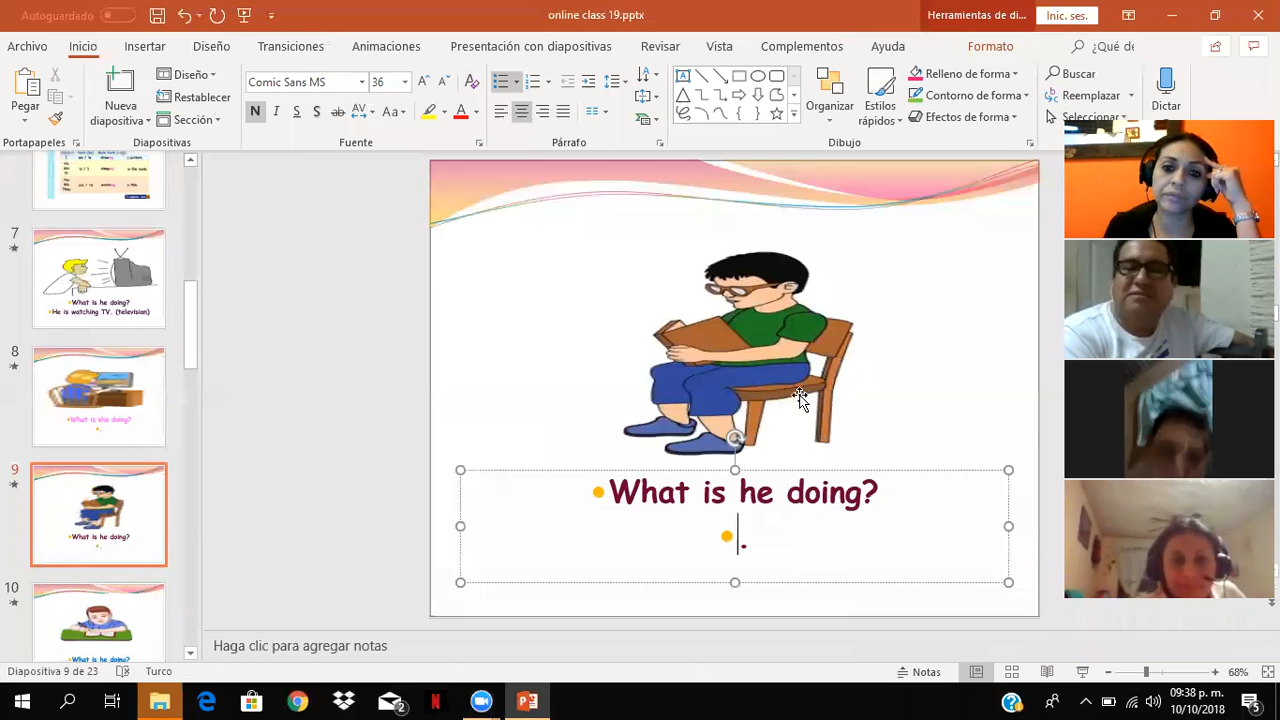 Autoguardado
online class 19.pptx
Herramientas de di...
Inic. ses.
Archivo
Inicio
Insertar
Diseño
Transiciones
Animaciones
Presentación con diapositivas
Revisar
Vista
Complementos
Ayuda
Formato
¿Qué de
Pegar
Nueva
diapositiva
Diseño
Restablecer
Sección
Comic Sans MS
36
N K S S abc AV Aa A
Organizar
Estilos
rápidos
Relleno de forma
Contorno de forma
Efectos de forma
Buscar
Reemplazar
Seleccionar
Dictar
Portapapeles
Diapositivas
Fuente
Párrafo
Dibujo
7
What is he doing?
He is watching TV. (television)
8
What is she doing?
.
9
What is he doing?
.
10
What is he doing?
•What is he doing?
•.
Haga clic para agregar notas
Diapositiva 9 de 23
Turco
Notas
68%
2
09:38 p. m.
10/10/2018
5